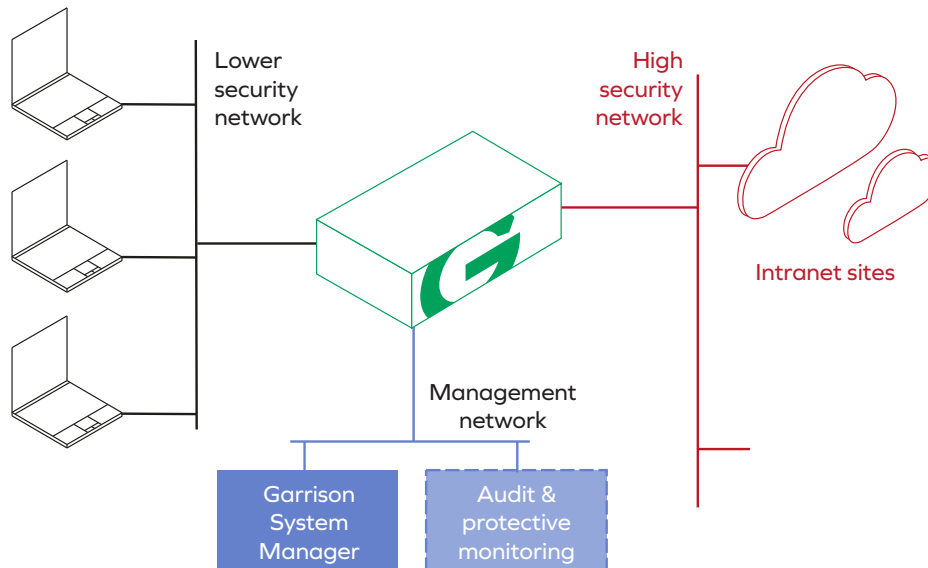 Lower
security
network
High
security
network
G
Intranet sites
Management
network
Garrison
System
Manager
Audit &
protective
monitoring